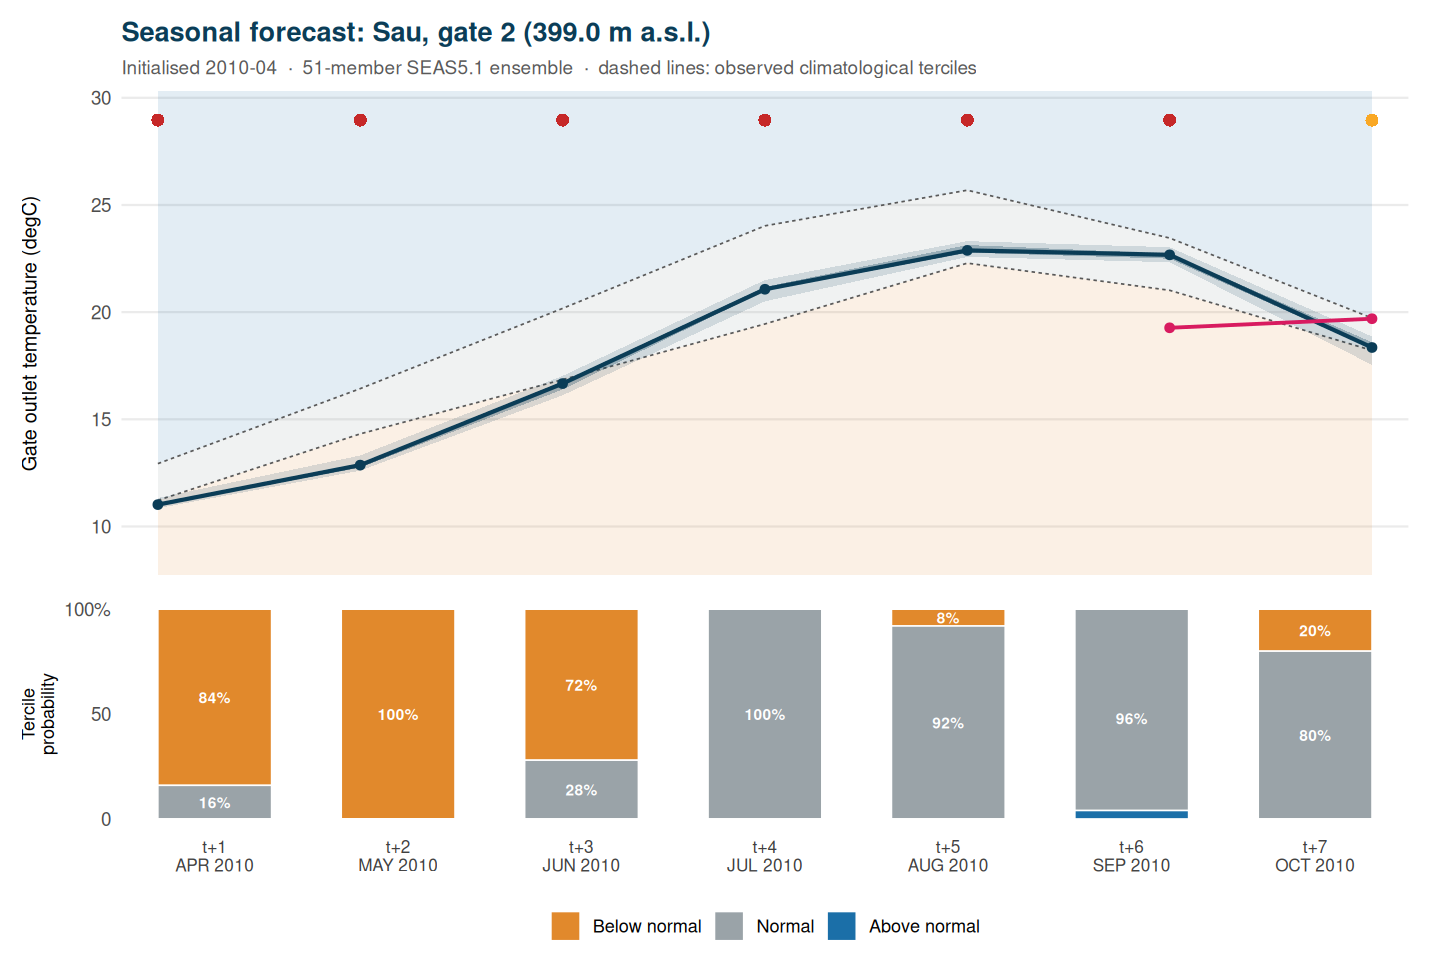 Seasonal forecast: Sau, gate 2 (399.0 m a.s.l.)
Initialised 2010-04 · 51-member SEAS5.1 ensemble · dashed lines: observed climatological terciles
Gate outlet temperature (degC)
30
25
20
15
10
Tercile
probability
100%
50
0
84%
16%
100%
72%
28%
100%
8%
92%
96%
20%
80%
t+1
APR 2010
t+2
MAY 2010
t+3
JUN 2010
t+4
JUL 2010
t+5
AUG 2010
t+6
SEP 2010
t+7
OCT 2010
Below normal
Normal
Above normal